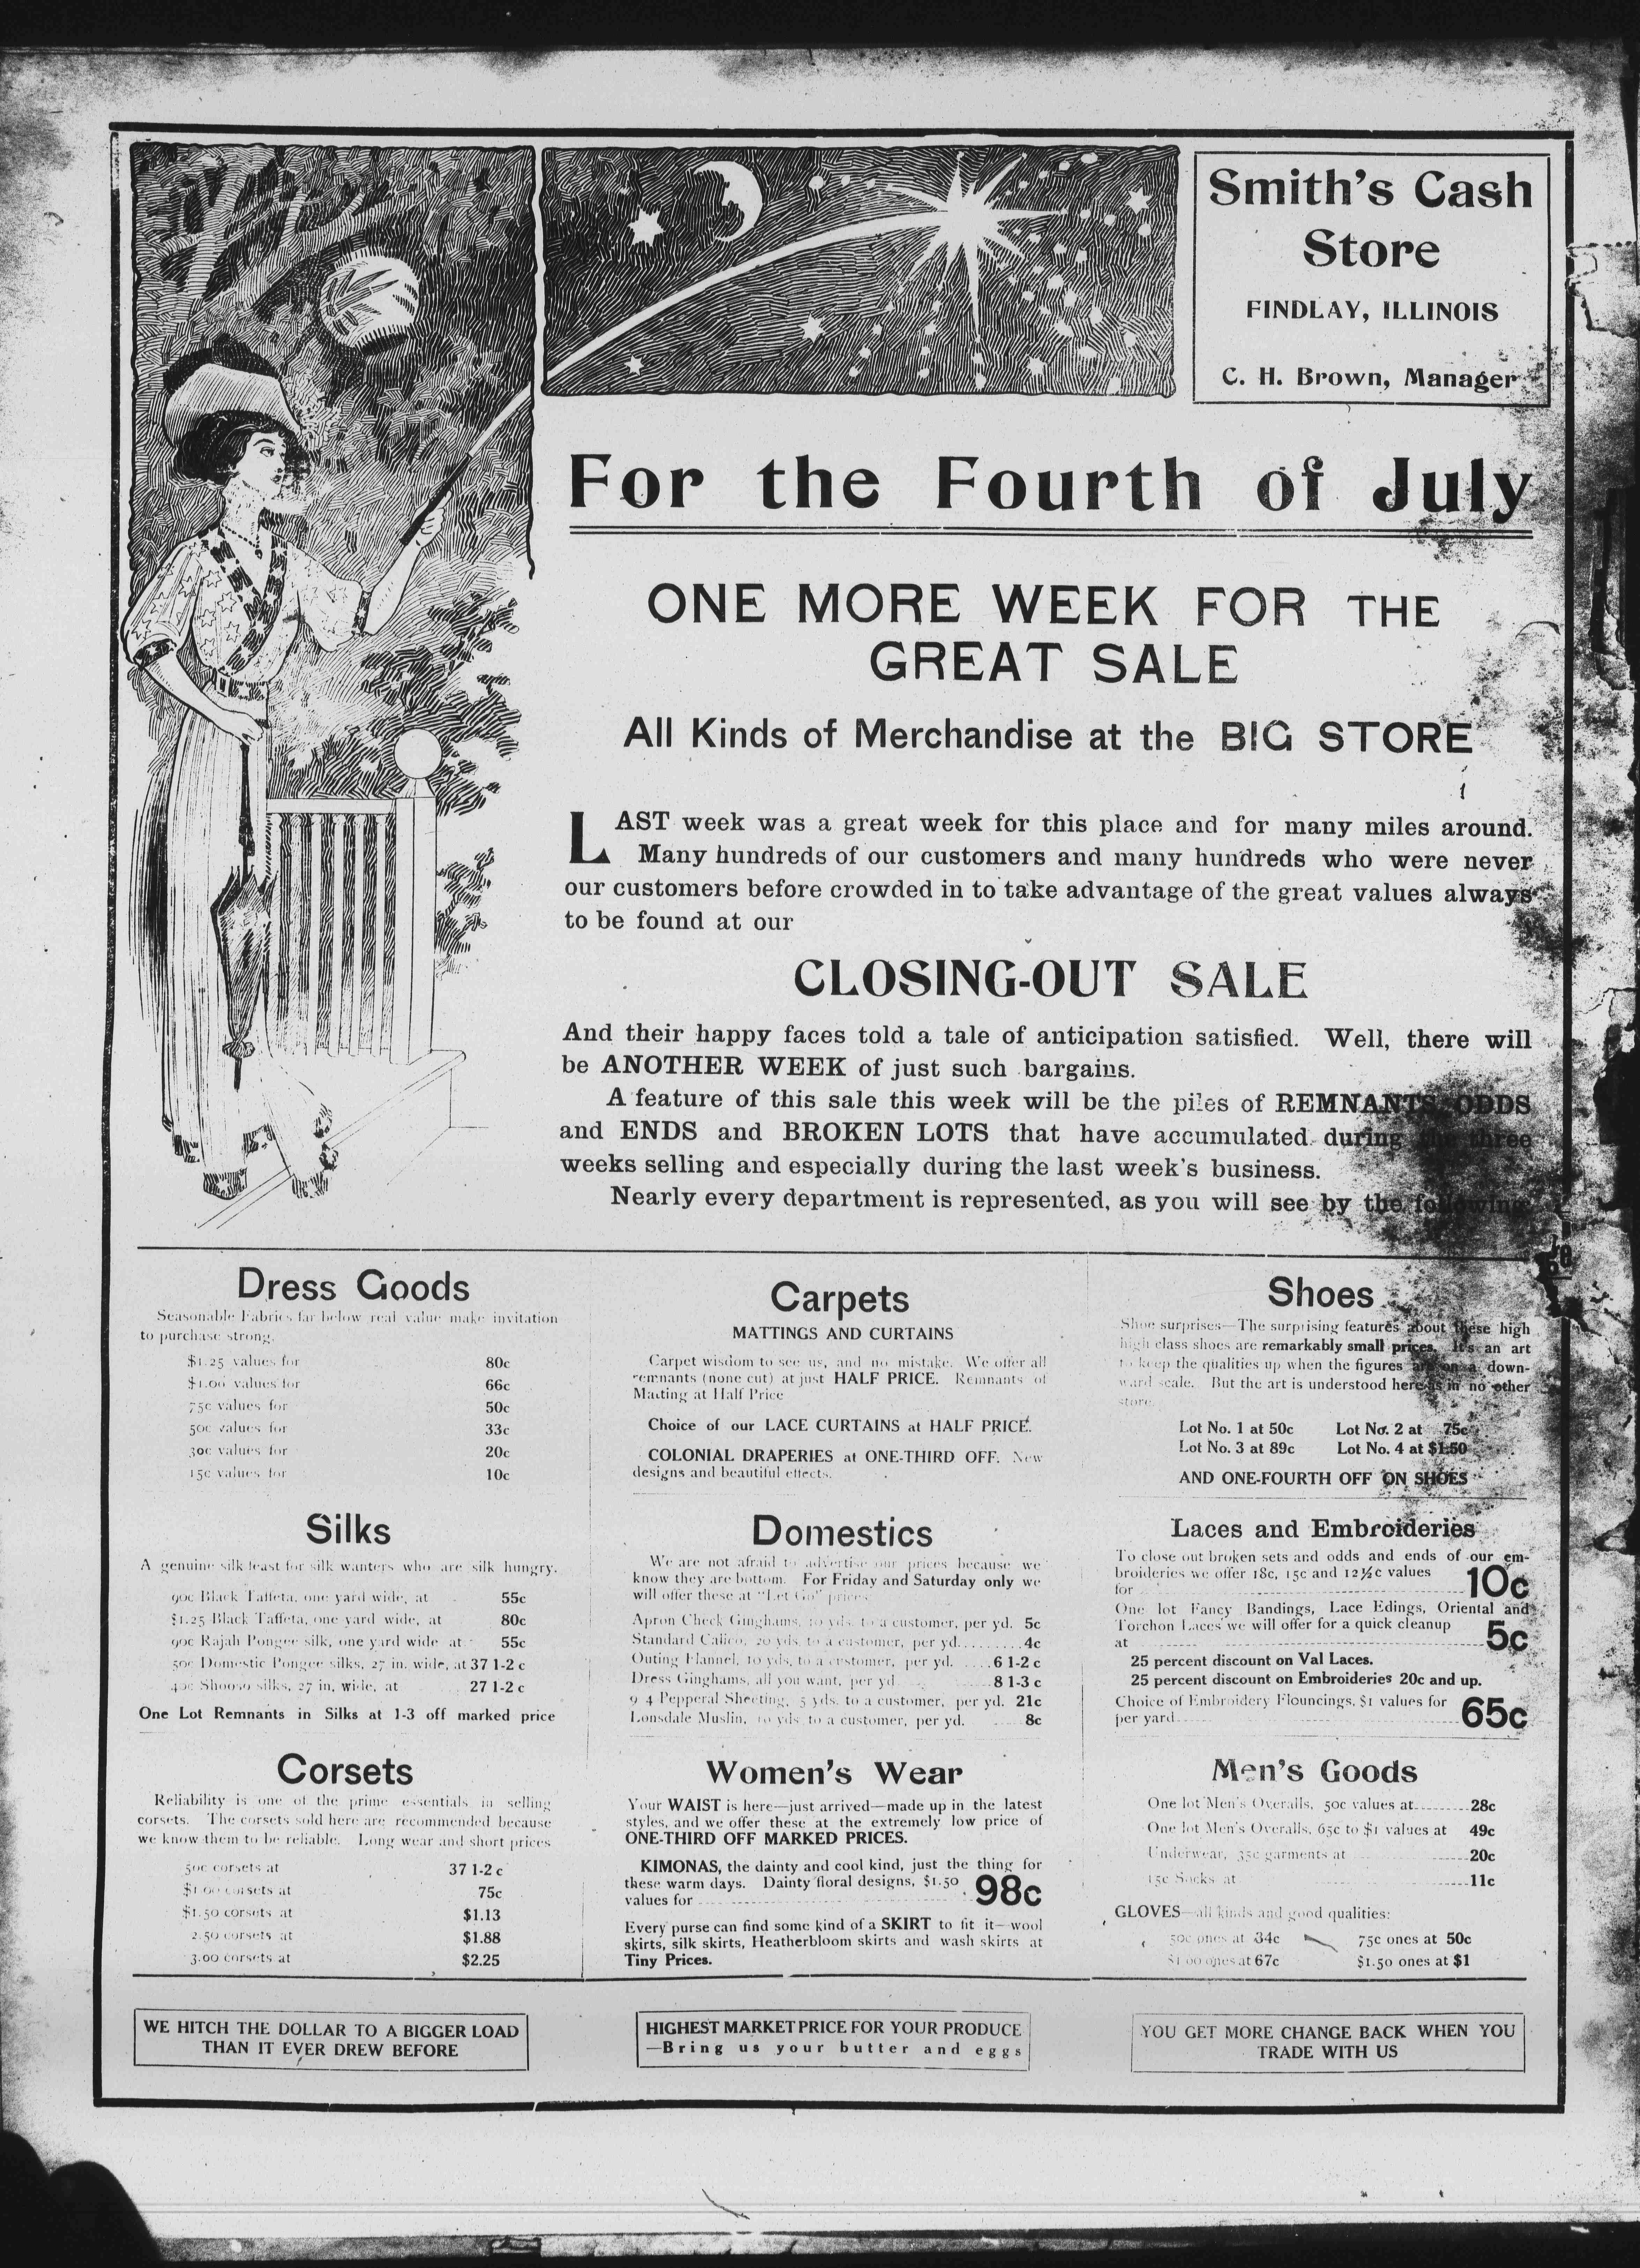 Smith's Cash
Store
FINDLAY, ILLINOIS
C. H. Brown, Manager
For the Fourth of July
ONE MORE WEEK FOR THE
GREAT SALE
All Kinds of Merchandise at the BIG STORE
LAST week was a great week for this place and for many miles around.
Many hundreds of our customers and many hundreds who were never
our customers before crowded in to take advantage of the great values always
to be found at our
CLOSING-OUT SALE
And their happy faces told a tale of anticipation satisfied. Well, there will
be ANOTHER WEEK of just such bargains.
A feature of this sale this week will be the piles of REMNANTS, ODDS
and ENDS and BROKEN LOTS that have accumulated during the three
weeks selling and especially during the last week's business.
Nearly every department is represented, as you will see by the following
Dress Goods
Seasonable Fabrics far below real value make invitation
to purchase strong.
$1.25 values for 80c
$1.00 values for 66c
75c values for 50c
50c values for 33c
30c values for 20c
15c values for 10c
Silks
A genuine silk feast for silk wanters who are silk hungry.
90c Black Taffeta, one yard wide, at 55c
$1.25 Black Taffeta, one yard wide, at 80c
90c Rajah Pongee silk, one yard wide at 55c
50c Domestic Pongee silks, 27 in. wide, at 37 1-2 c
40c Shooso silks, 27 in, wide, at 27 1-2 c
One Lot Remnants in Silks at 1-3 off marked price
Corsets
Reliability is one of the prime essentials in selling
corsets. The corsets sold here are recommended because
we know them to be reliable. Long wear and short prices
50c corsets at 37 1-2 c
$1.00 corsets at 75c
$1.50 corsets at $1.13
2.50 corsets at $1.88
3.00 corsets at $2.25
Carpets
MATTINGS AND CURTAINS
Carpet wisdom to see us, and no mistake. We offer all
remnants (none cut) at just HALF PRICE. Remnants of
Matting at Half Price
Choice of our LACE CURTAINS at HALF PRICE.
COLONIAL DRAPERIES at ONE-THIRD OFF. New
designs and beautiful effects.
Domestics
We are not afraid to advertise our prices because we
know they are bottom. For Friday and Saturday only we
will offer these at "Let Go" prices
Apron Check Ginghams, 10 yds. to a customer, per yd. 5c
Standard Calico, 20 yds. to a customer, per yd. 4c
Outing Flannel, 10 yds, to a customer, per yd. 6 1-2 c
Dress Ginghams, all you want, per yd 8 1-3 c
9 4 Pepperal Sheeting, 5 yds. to a customer, per yd. 21c
Lonsdale Muslin, 10 yds to a customer, per yd. 8c
Women's Wear
Your WAIST is here—just arrived—made up in the latest
styles, and we offer these at the extremely low price of
ONE-THIRD OFF MARKED PRICES.
KIMONAS, the dainty and cool kind, just the thing for
these warm days. Dainty floral designs, $1.50
values for 98c
Every purse can find some kind of a SKIRT to fit it—wool
skirts, silk skirts, Heatherbloom skirts and wash skirts at
Tiny Prices.
Shoes
Shoe surprises—The surprising features about these high
high class shoes are remarkably small prices. It's an art
to keep the qualities up when the figures are on a down-
ward scale. But the art is understood here as in no other
store.
Lot No. 1 at 50c Lot No. 2 at 75c
Lot No. 3 at 89c Lot No. 4 at $1.50
AND ONE-FOURTH OFF ON SHOES
Laces and Embroideries
To close out broken sets and odds and ends of our em-
broideries we offer 18c, 15c and 12½c values
for 10c
One lot Fancy Bandings, Lace Edings, Oriental and
Torchon Laces we will offer for a quick cleanup
at 5c
25 percent discount on Val Laces.
25 percent discount on Embroideries 20c and up.
Choice of Embroidery Flouncings, $1 values for
per yard 65c
Men's Goods
One lot Men's Overalls, 50c values at 28c
One lot Men's Overalls, 65c to $1 values at 49c
Underwear, 35c garments at 20c
15c Socks at 11c
GLOVES—all kinds and good qualities:
50c ones at 34c 75c ones at 50c
$1.00 ones at 67c $1.50 ones at $1
WE HITCH THE DOLLAR TO A BIGGER LOAD
THAN IT EVER DREW BEFORE
HIGHEST MARKET PRICE FOR YOUR PRODUCE
—Bring us your butter and eggs
YOU GET MORE CHANGE BACK WHEN YOU
TRADE WITH US